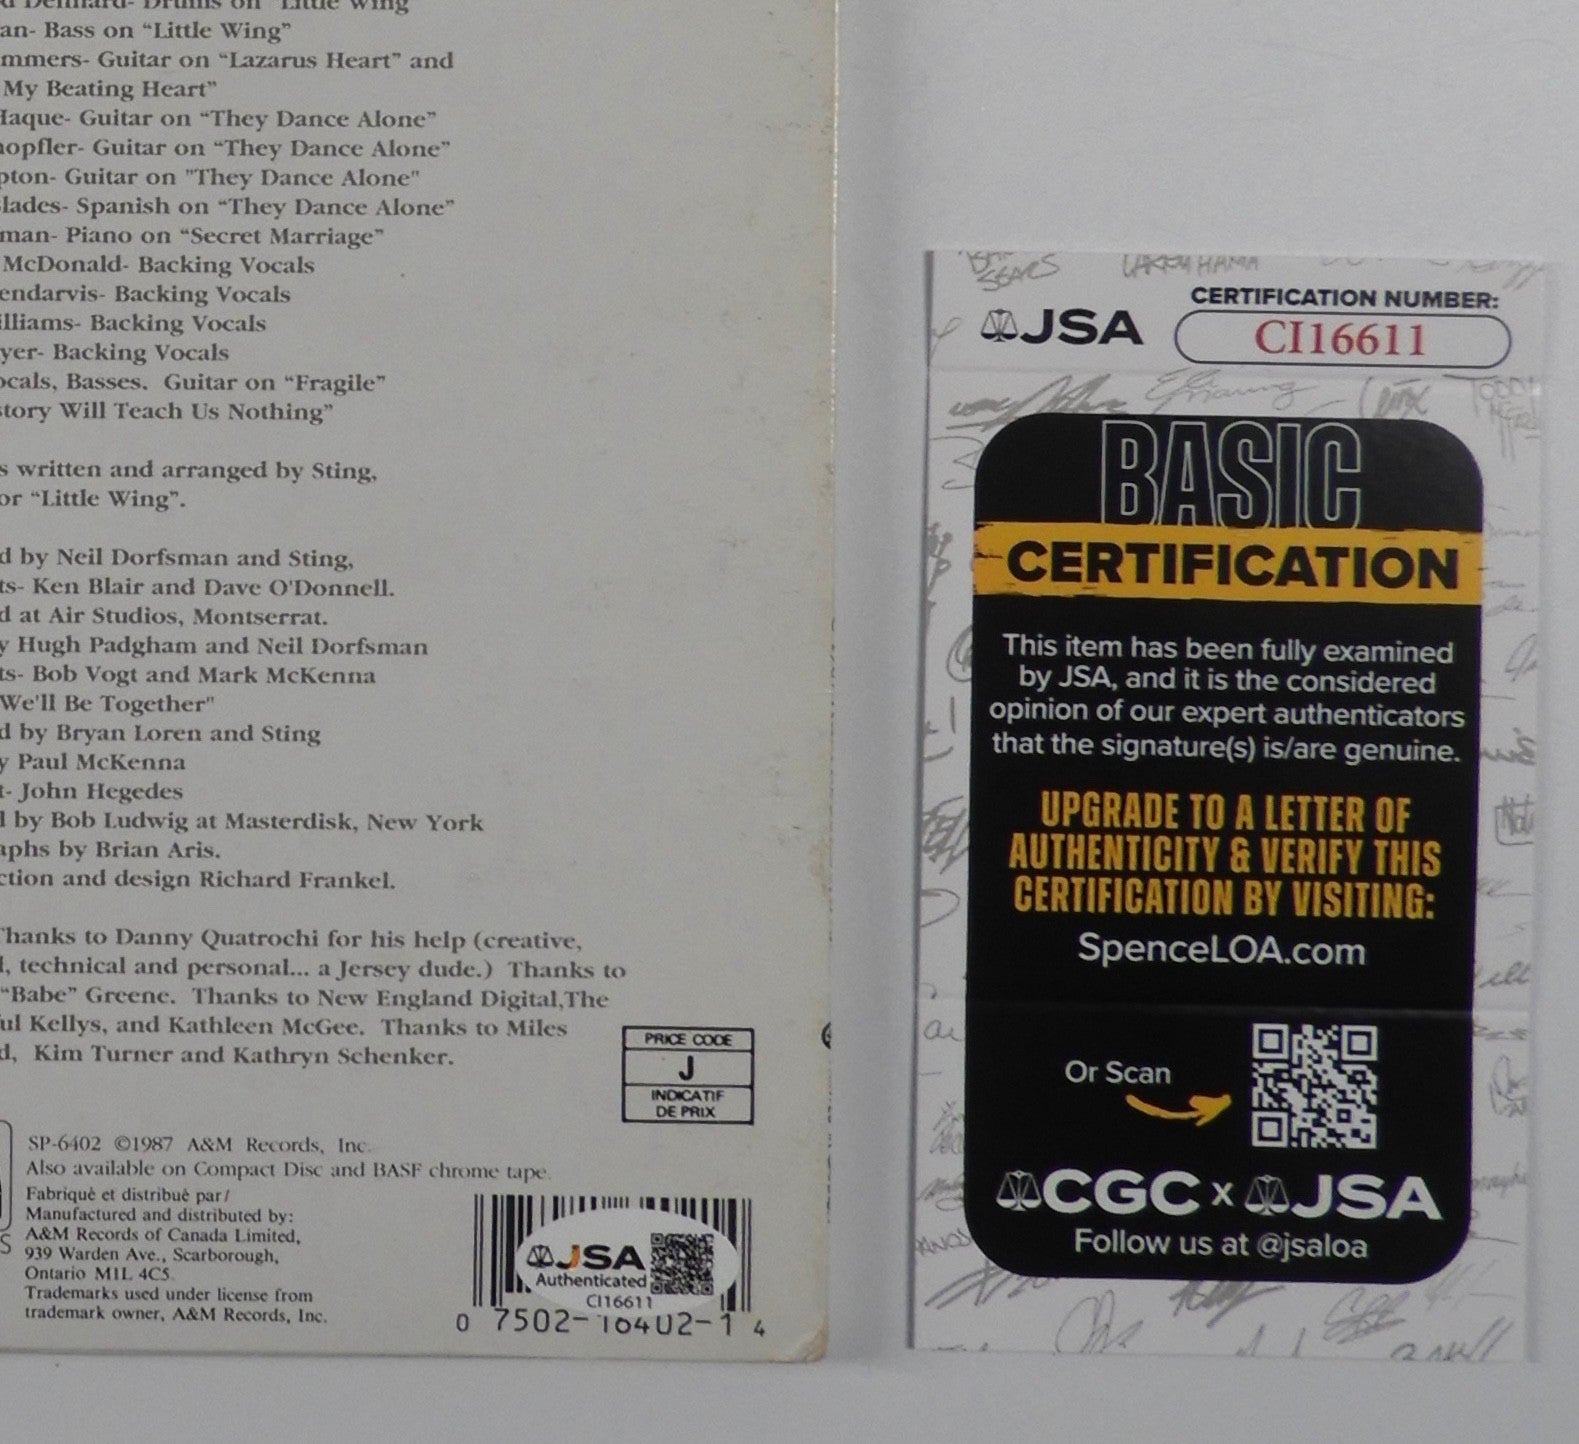 Dennard- Drums on "Little Wing"
an- Bass on “Little Wing”
mmers- Guitar on “Lazarus Heart” and
My Beating Heart”
Haque- Guitar on “They Dance Alone”
nopfler- Guitar on “They Dance Alone”
pton- Guitar on "They Dance Alone"
lades- Spanish on “They Dance Alone”
man- Piano on “Secret Marriage”
McDonald- Backing Vocals
endarvis- Backing Vocals
illiams- Backing Vocals
yer- Backing Vocals
ocals, Basses. Guitar on “Fragile”
story Will Teach Us Nothing”
s written and arranged by Sting,
or “Little Wing”.
d by Neil Dorfsman and Sting,
ts- Ken Blair and Dave O'Donnell.
d at Air Studios, Montserrat.
y Hugh Padgham and Neil Dorfsman
ts- Bob Vogt and Mark McKenna
We'll Be Together"
d by Bryan Loren and Sting
y Paul McKenna
t- John Hegedes
l by Bob Ludwig at Masterdisk, New York
aphs by Brian Aris.
ction and design Richard Frankel.
Thanks to Danny Quatrochi for his help (creative,
l, technical and personal... a Jersey dude.) Thanks to
“Babe” Greene. Thanks to New England Digital,The
ul Kellys, and Kathleen McGee. Thanks to Miles
d, Kim Turner and Kathryn Schenker.
PRICE CODE
J
INDICATIF
DE PRIX
SP-6402 ©1987 A&M Records, Inc.
Also available on Compact Disc and BASF chrome tape.
Fabriqué et distribué par/
Manufactured and distributed by:
A&M Records of Canada Limited,
939 Warden Ave., Scarborough,
Ontario M1L 4C5.
Trademarks used under license from
trademark owner, A&M Records, Inc.
S
JSA
Authenticated
CI16611
0 7502-16402-1 4
JSA
CERTIFICATION NUMBER:
CI16611
BASIC
CERTIFICATION
This item has been fully examined
by JSA, and it is the considered
opinion of our expert authenticators
that the signature(s) is/are genuine.
UPGRADE TO A LETTER OF
AUTHENTICITY & VERIFY THIS
CERTIFICATION BY VISITING:
SpenceLOA.com
Or Scan
CGC x JSA
Follow us at @jsaloa